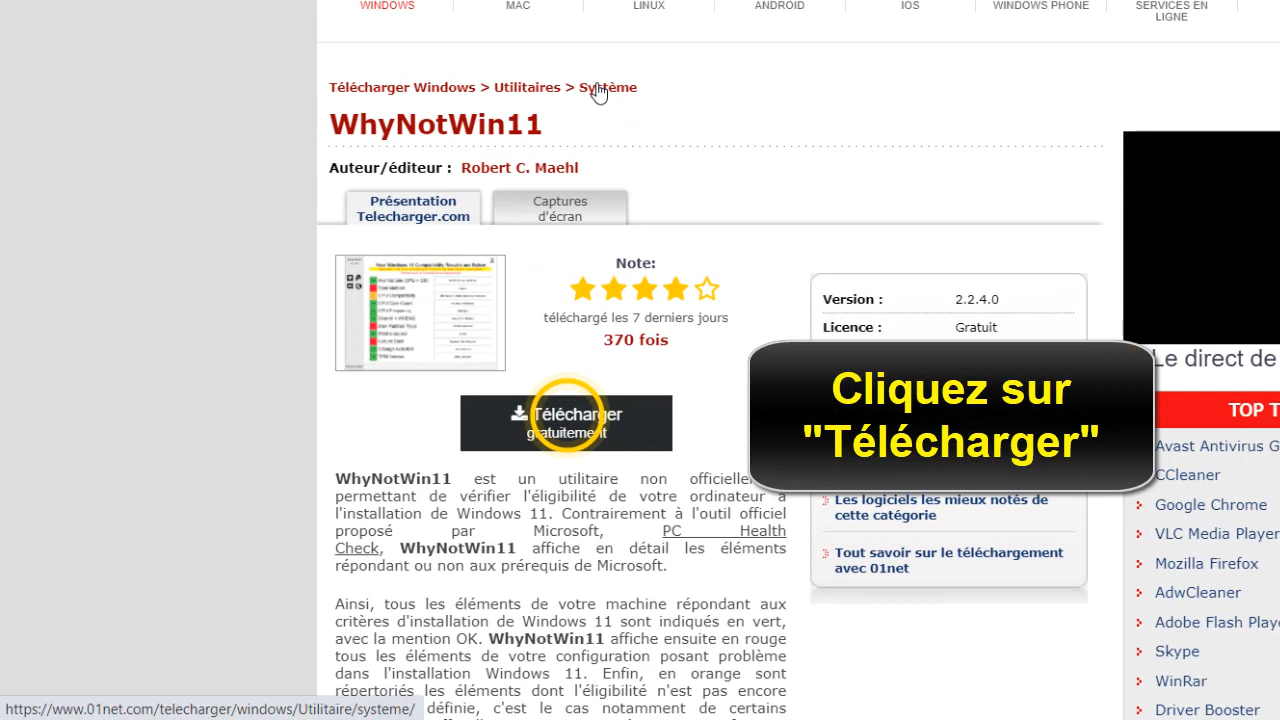 WINDOWS
MAC
LINUX
ANDROID
IOS
WINDOWS PHONE
SERVICES EN
LIGNE
Télécharger Windows > Utilitaires > Système
WhyNotWin11
Auteur/éditeur : Robert C. Maehl
Présentation
Telecharger.com
Captures
d'écran
Note:
téléchargé les 7 derniers jours
370 fois
Version : 2.2.4.0
Licence : Gratuit
Télécharger
gratuitement
Cliquez sur
"Télécharger"
WhyNotWin11 est un utilitaire non officielle
permettant de vérifier l'éligibilité de votre ordinateur à
l'installation de Windows 11. Contrairement à l'outil officiel
proposé par Microsoft, PC Health
Check, WhyNotWin11 affiche en détail les éléments
répondant ou non aux prérequis de Microsoft.
Ainsi, tous les éléments de votre machine répondant aux
critères d'installation de Windows 11 sont indiqués en vert,
avec la mention OK. WhyNotWin11 affiche ensuite en rouge
tous les éléments de votre configuration posant problème
dans l'installation Windows 11. Enfin, en orange sont
répertoriés les éléments dont l'éligibilité n'est pas encore
définie, c'est le cas notamment de certains
Les logiciels les mieux notés de
cette catégorie
Tout savoir sur le téléchargement
avec 01net
Le direct de
TOP T
Avast Antivirus G
CCleaner
Google Chrome
VLC Media Player
Mozilla Firefox
AdwCleaner
Adobe Flash Playe
Skype
WinRar
Driver Booster
https://www.01net.com/telecharger/windows/Utilitaire/systeme/